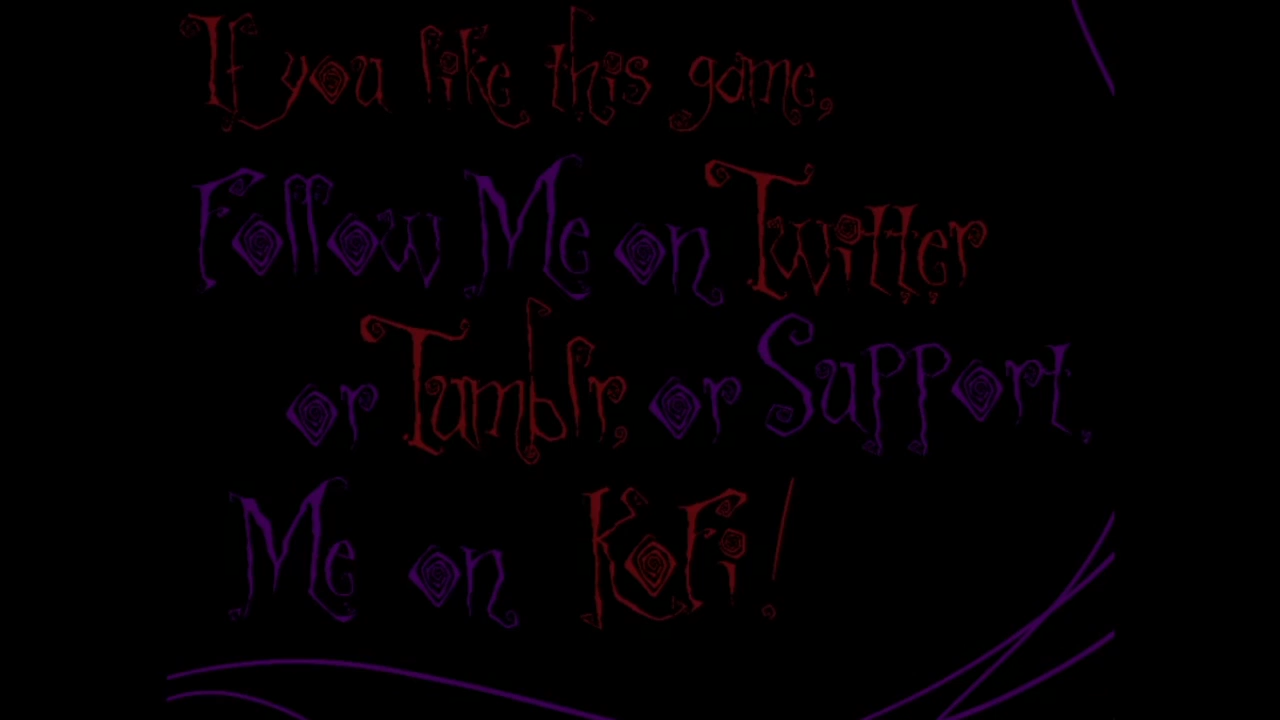 If you like this game,
Follow Me on Twitter
or Tumblr, or Support
Me on KoFi!